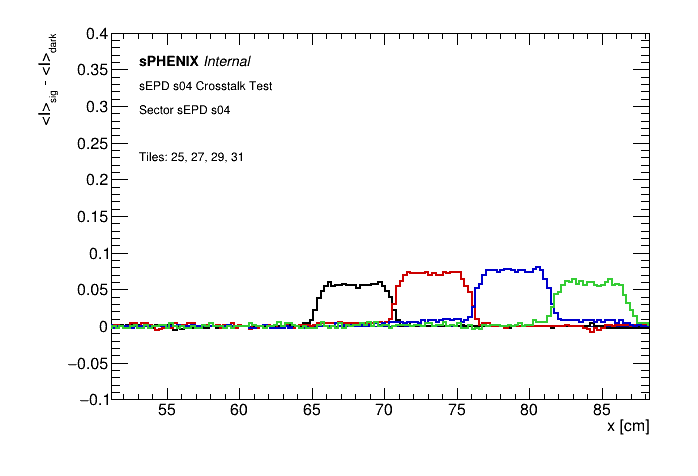 <I>sig - <I>dark
0.4
0.35
0.3
0.25
0.2
0.15
0.1
0.05
0
−0.05
−0.1
sPHENIX Internal
sEPD s04 Crosstalk Test
Sector sEPD s04
Tiles: 25, 27, 29, 31
55 60 65 70 75 80 85
x [cm]